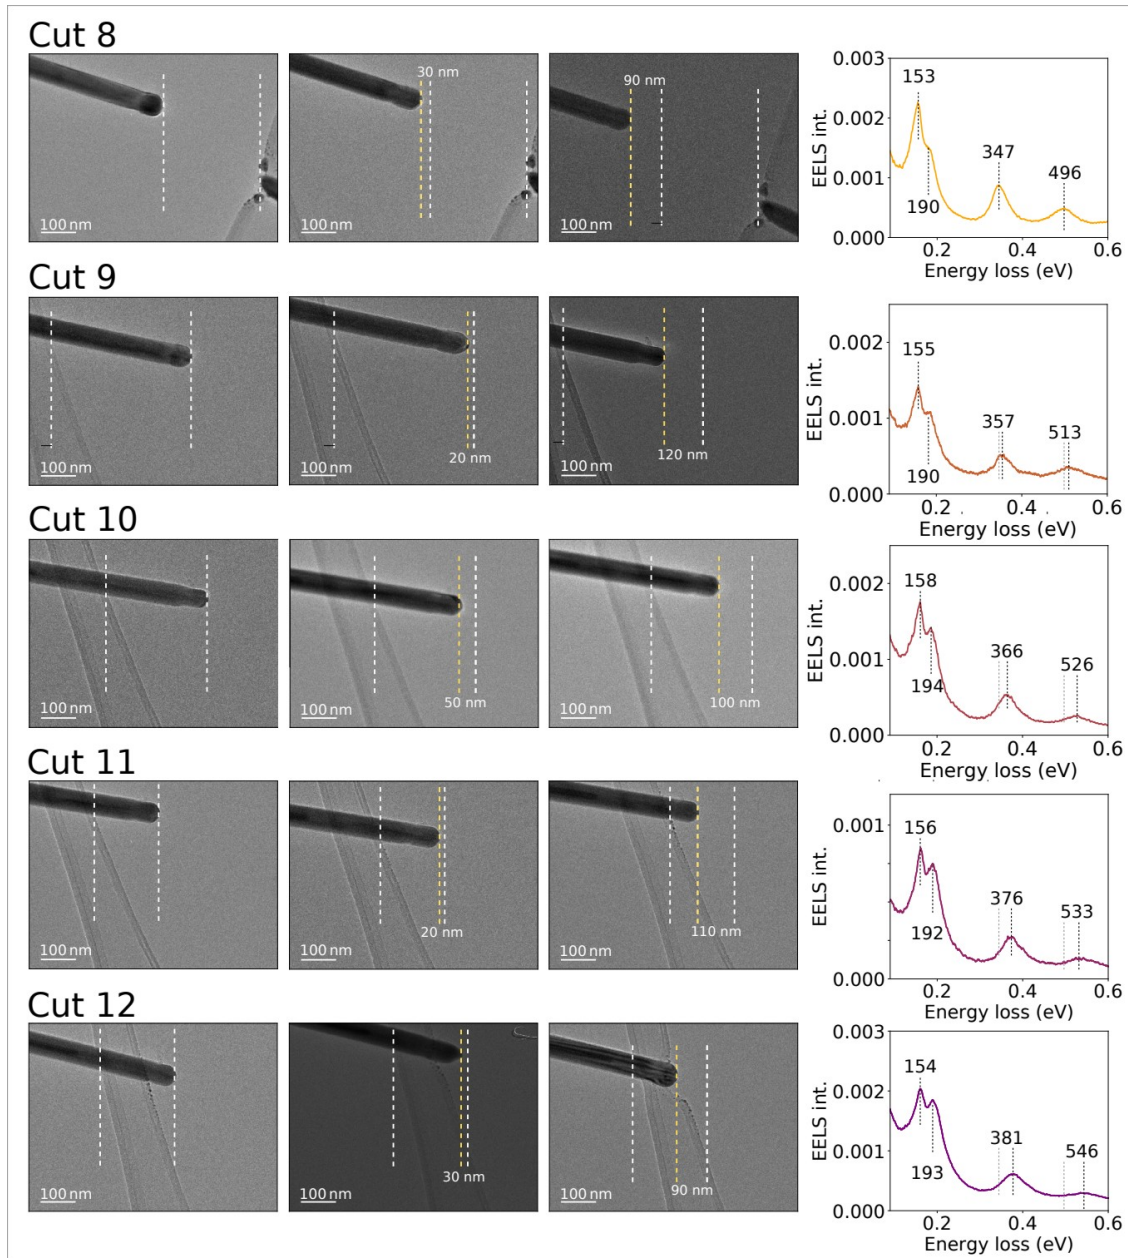 Cut 8
30 nm
90 nm
100 nm
100 nm
100 nm
0.003
0.002
0.001
0.000
EELS int.
153
190
347
496
0.2
0.4
0.6
Energy loss (eV)
Cut 9
20 nm
120 nm
100 nm
100 nm
100 nm
0.002
0.001
0.000
EELS int.
155
190
357
513
0.2
0.4
0.6
Energy loss (eV)
Cut 10
50 nm
100 nm
100 nm
100 nm
100 nm
0.002
0.001
0.000
EELS int.
158
194
366
526
0.2
0.4
0.6
Energy loss (eV)
Cut 11
20 nm
110 nm
100 nm
100 nm
100 nm
0.001
0.000
EELS int.
156
192
376
533
0.2
0.4
0.6
Energy loss (eV)
Cut 12
30 nm
90 nm
100 nm
100 nm
100 nm
0.003
0.002
0.001
0.000
EELS int.
154
193
381
546
0.2
0.4
0.6
Energy loss (eV)